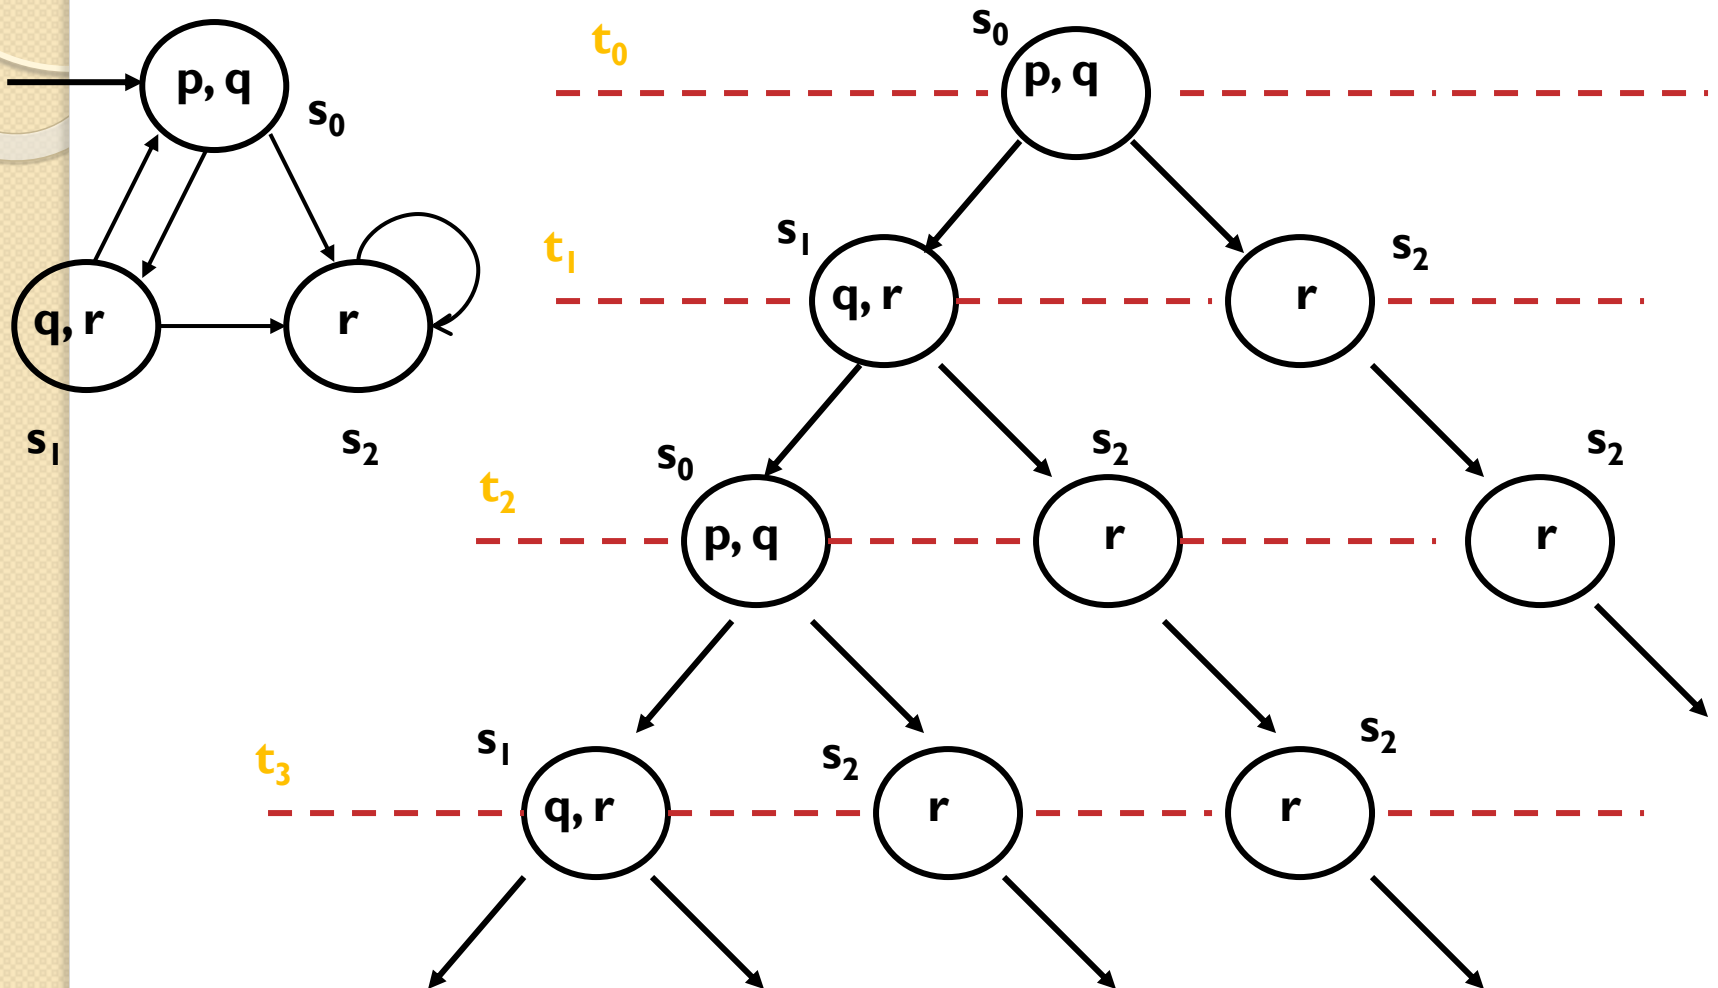 s0
t0
p, q
p, q
s0
s1
t1
s2
q, r
r
q, r
r
s1
s2
s0
s2
s2
t2
p, q
r
r
s1
s2
s2
t3
q, r
r
r